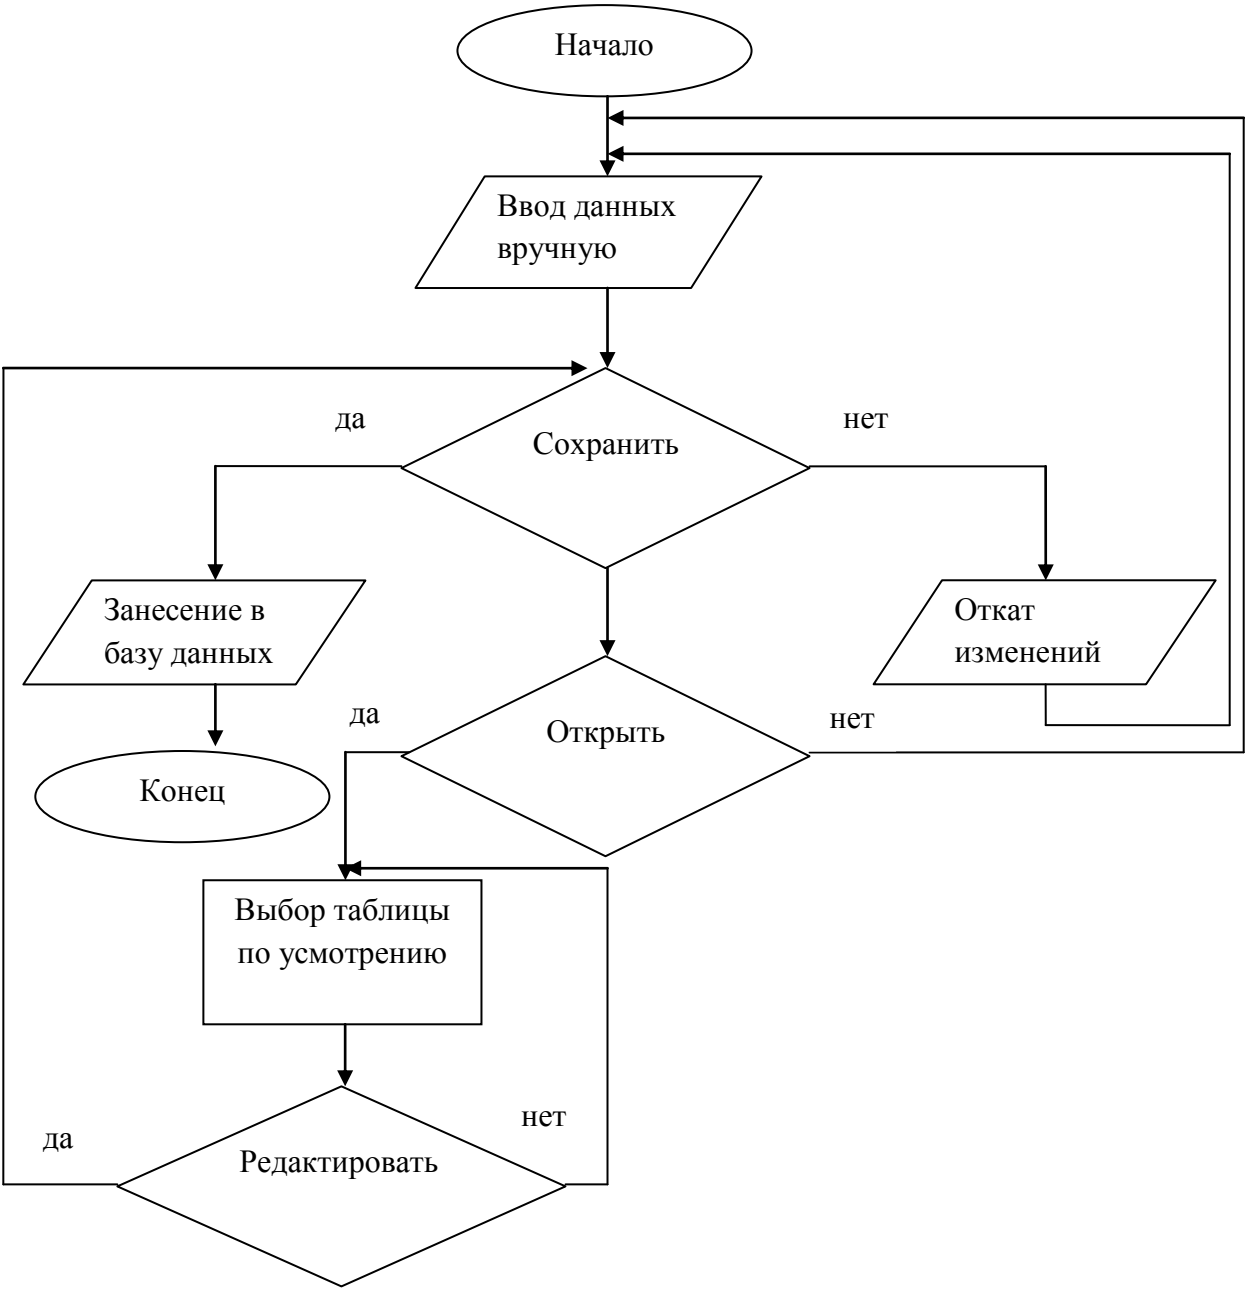 Начало
Ввод данных
вручную
да
нет
Сохранить
Занесение в
базу данных
Откат
изменений
да
нет
Открыть
Конец
Выбор таблицы
по усмотрению
нет
да
Редактировать